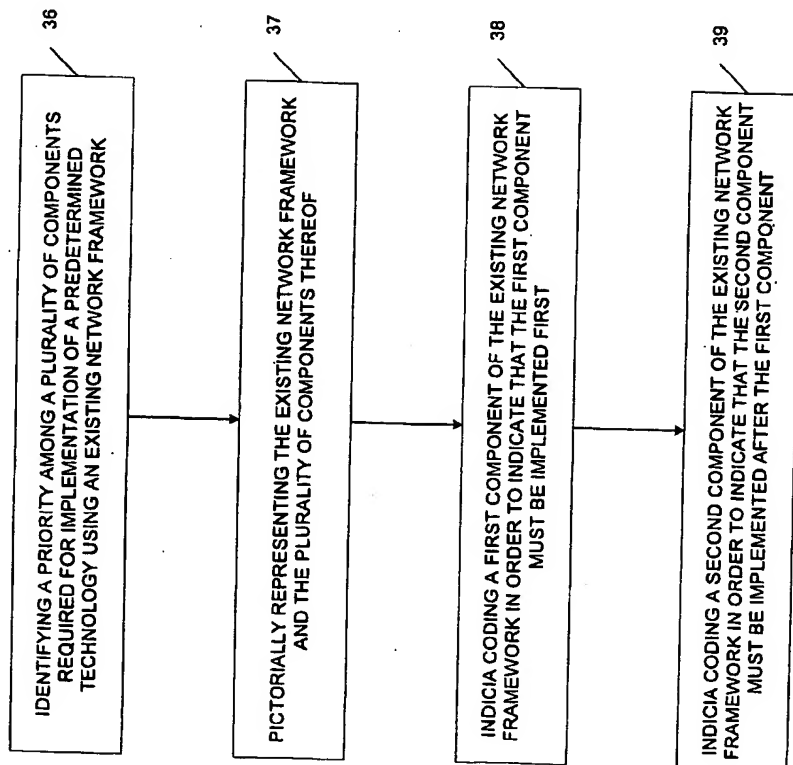 36
IDENTIFYING A PRIORITY AMONG A PLURALITY OF COMPONENTS
REQUIRED FOR IMPLEMENTATION OF A PREDETERMINED
TECHNOLOGY USING AN EXISTING NETWORK FRAMEWORK
37
PICTORIALLY REPRESENTING THE EXISTING NETWORK FRAMEWORK
AND THE PLURALITY OF COMPONENTS THEREOF
38
INDICIA CODING A FIRST COMPONENT OF THE EXISTING NETWORK
FRAMEWORK IN ORDER TO INDICATE THAT THE FIRST COMPONENT
MUST BE IMPLEMENTED FIRST
39
INDICIA CODING A SECOND COMPONENT OF THE EXISTING NETWORK
FRAMEWORK IN ORDER TO INDICATE THAT THE SECOND COMPONENT
MUST BE IMPLEMENTED AFTER THE FIRST COMPONENT